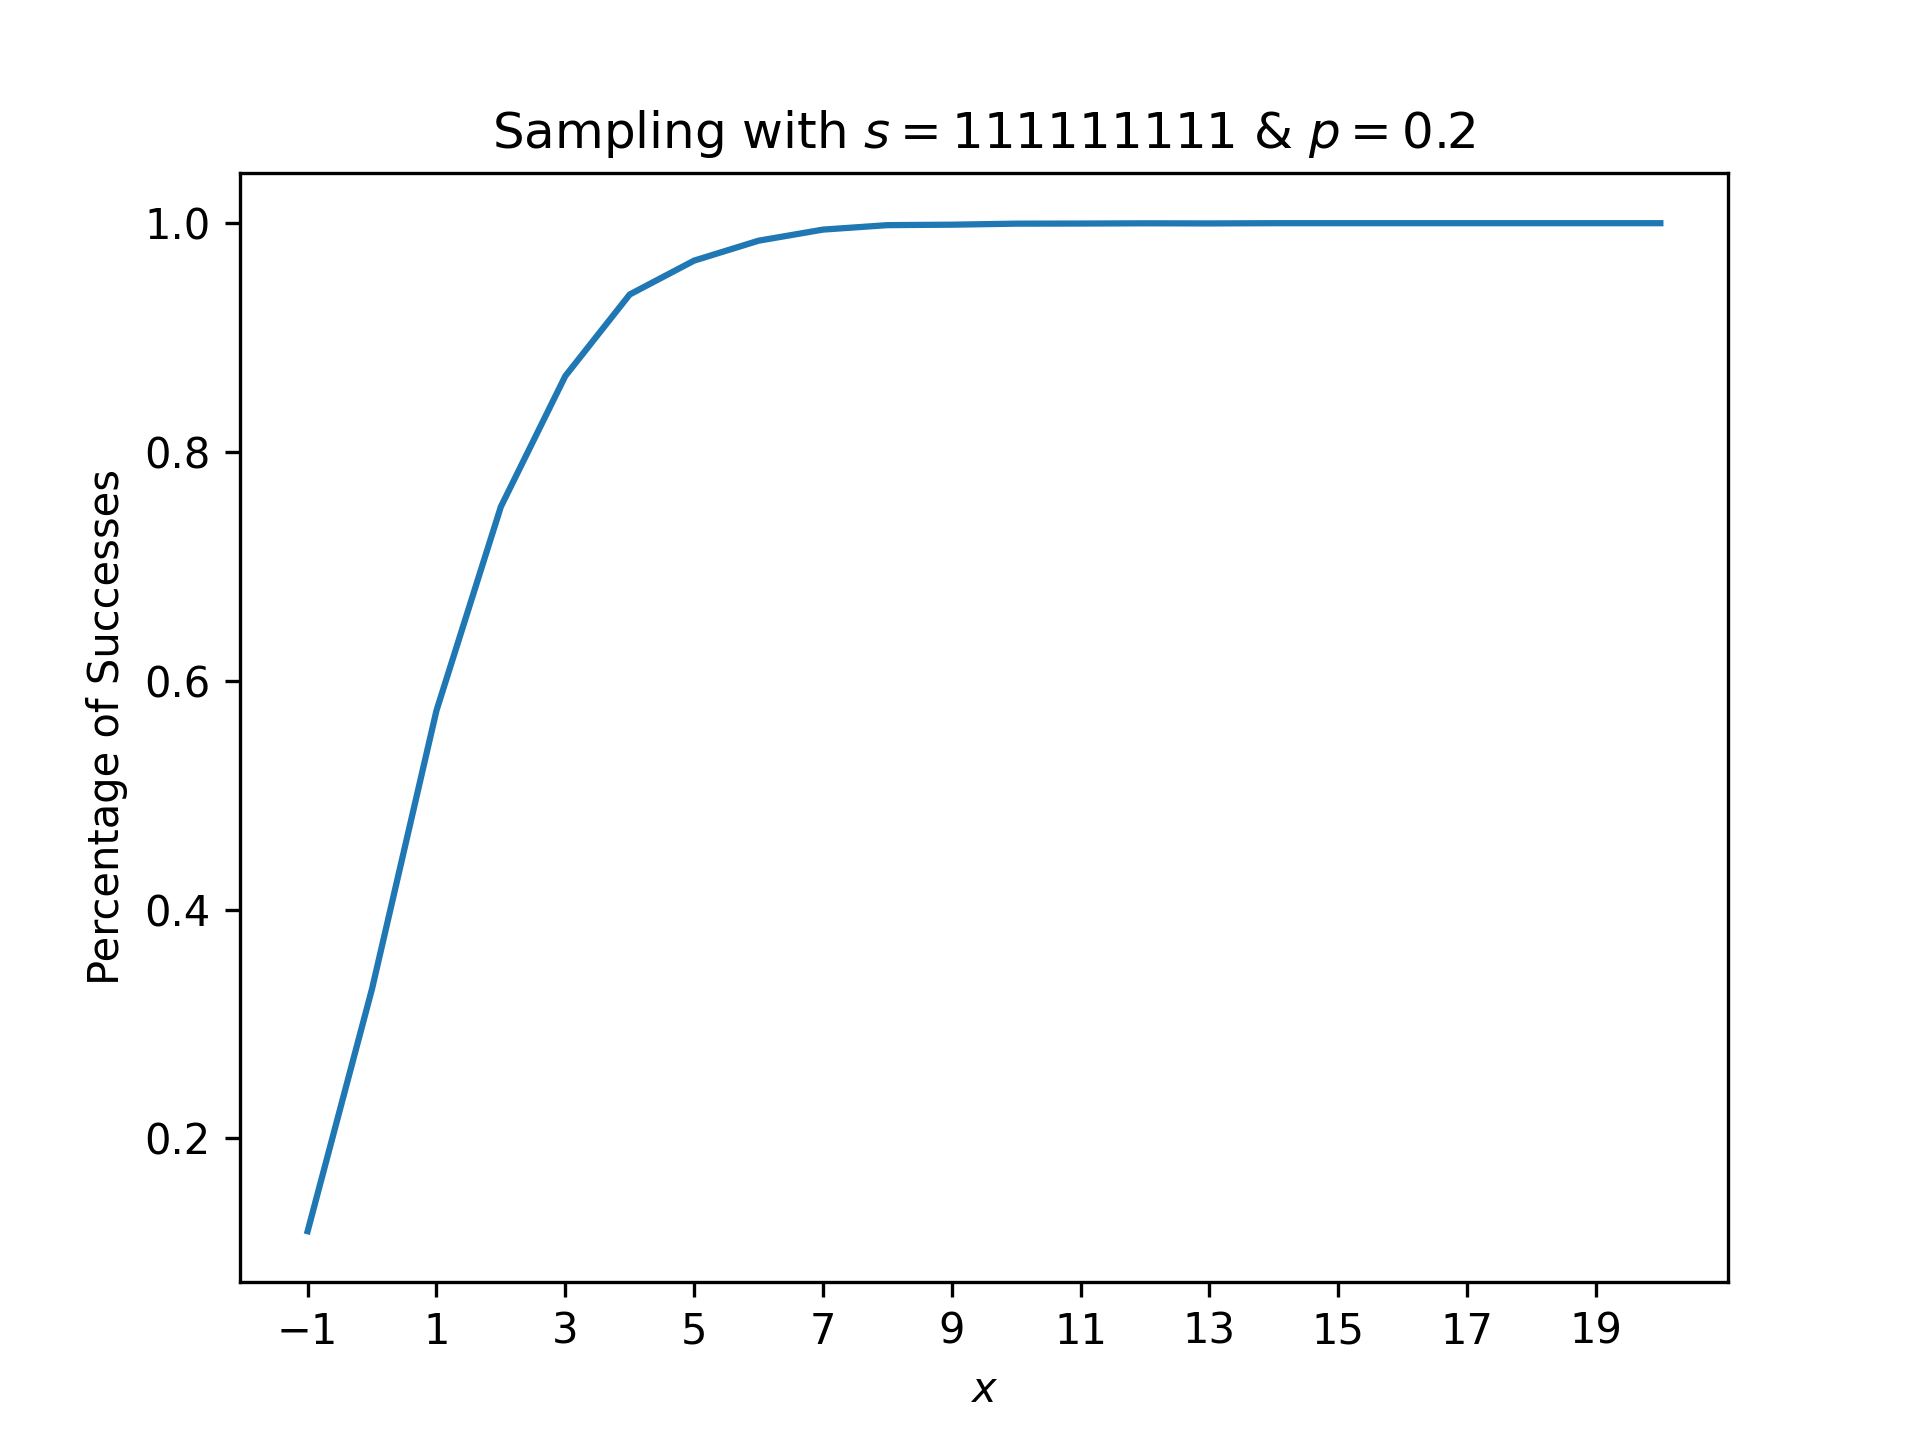 Sampling with s = 111111111 & p = 0.2
1.0
0.8
0.6
0.4
0.2
Percentage of Successes
−1 1 3 5 7 9 11 13 15 17 19
x